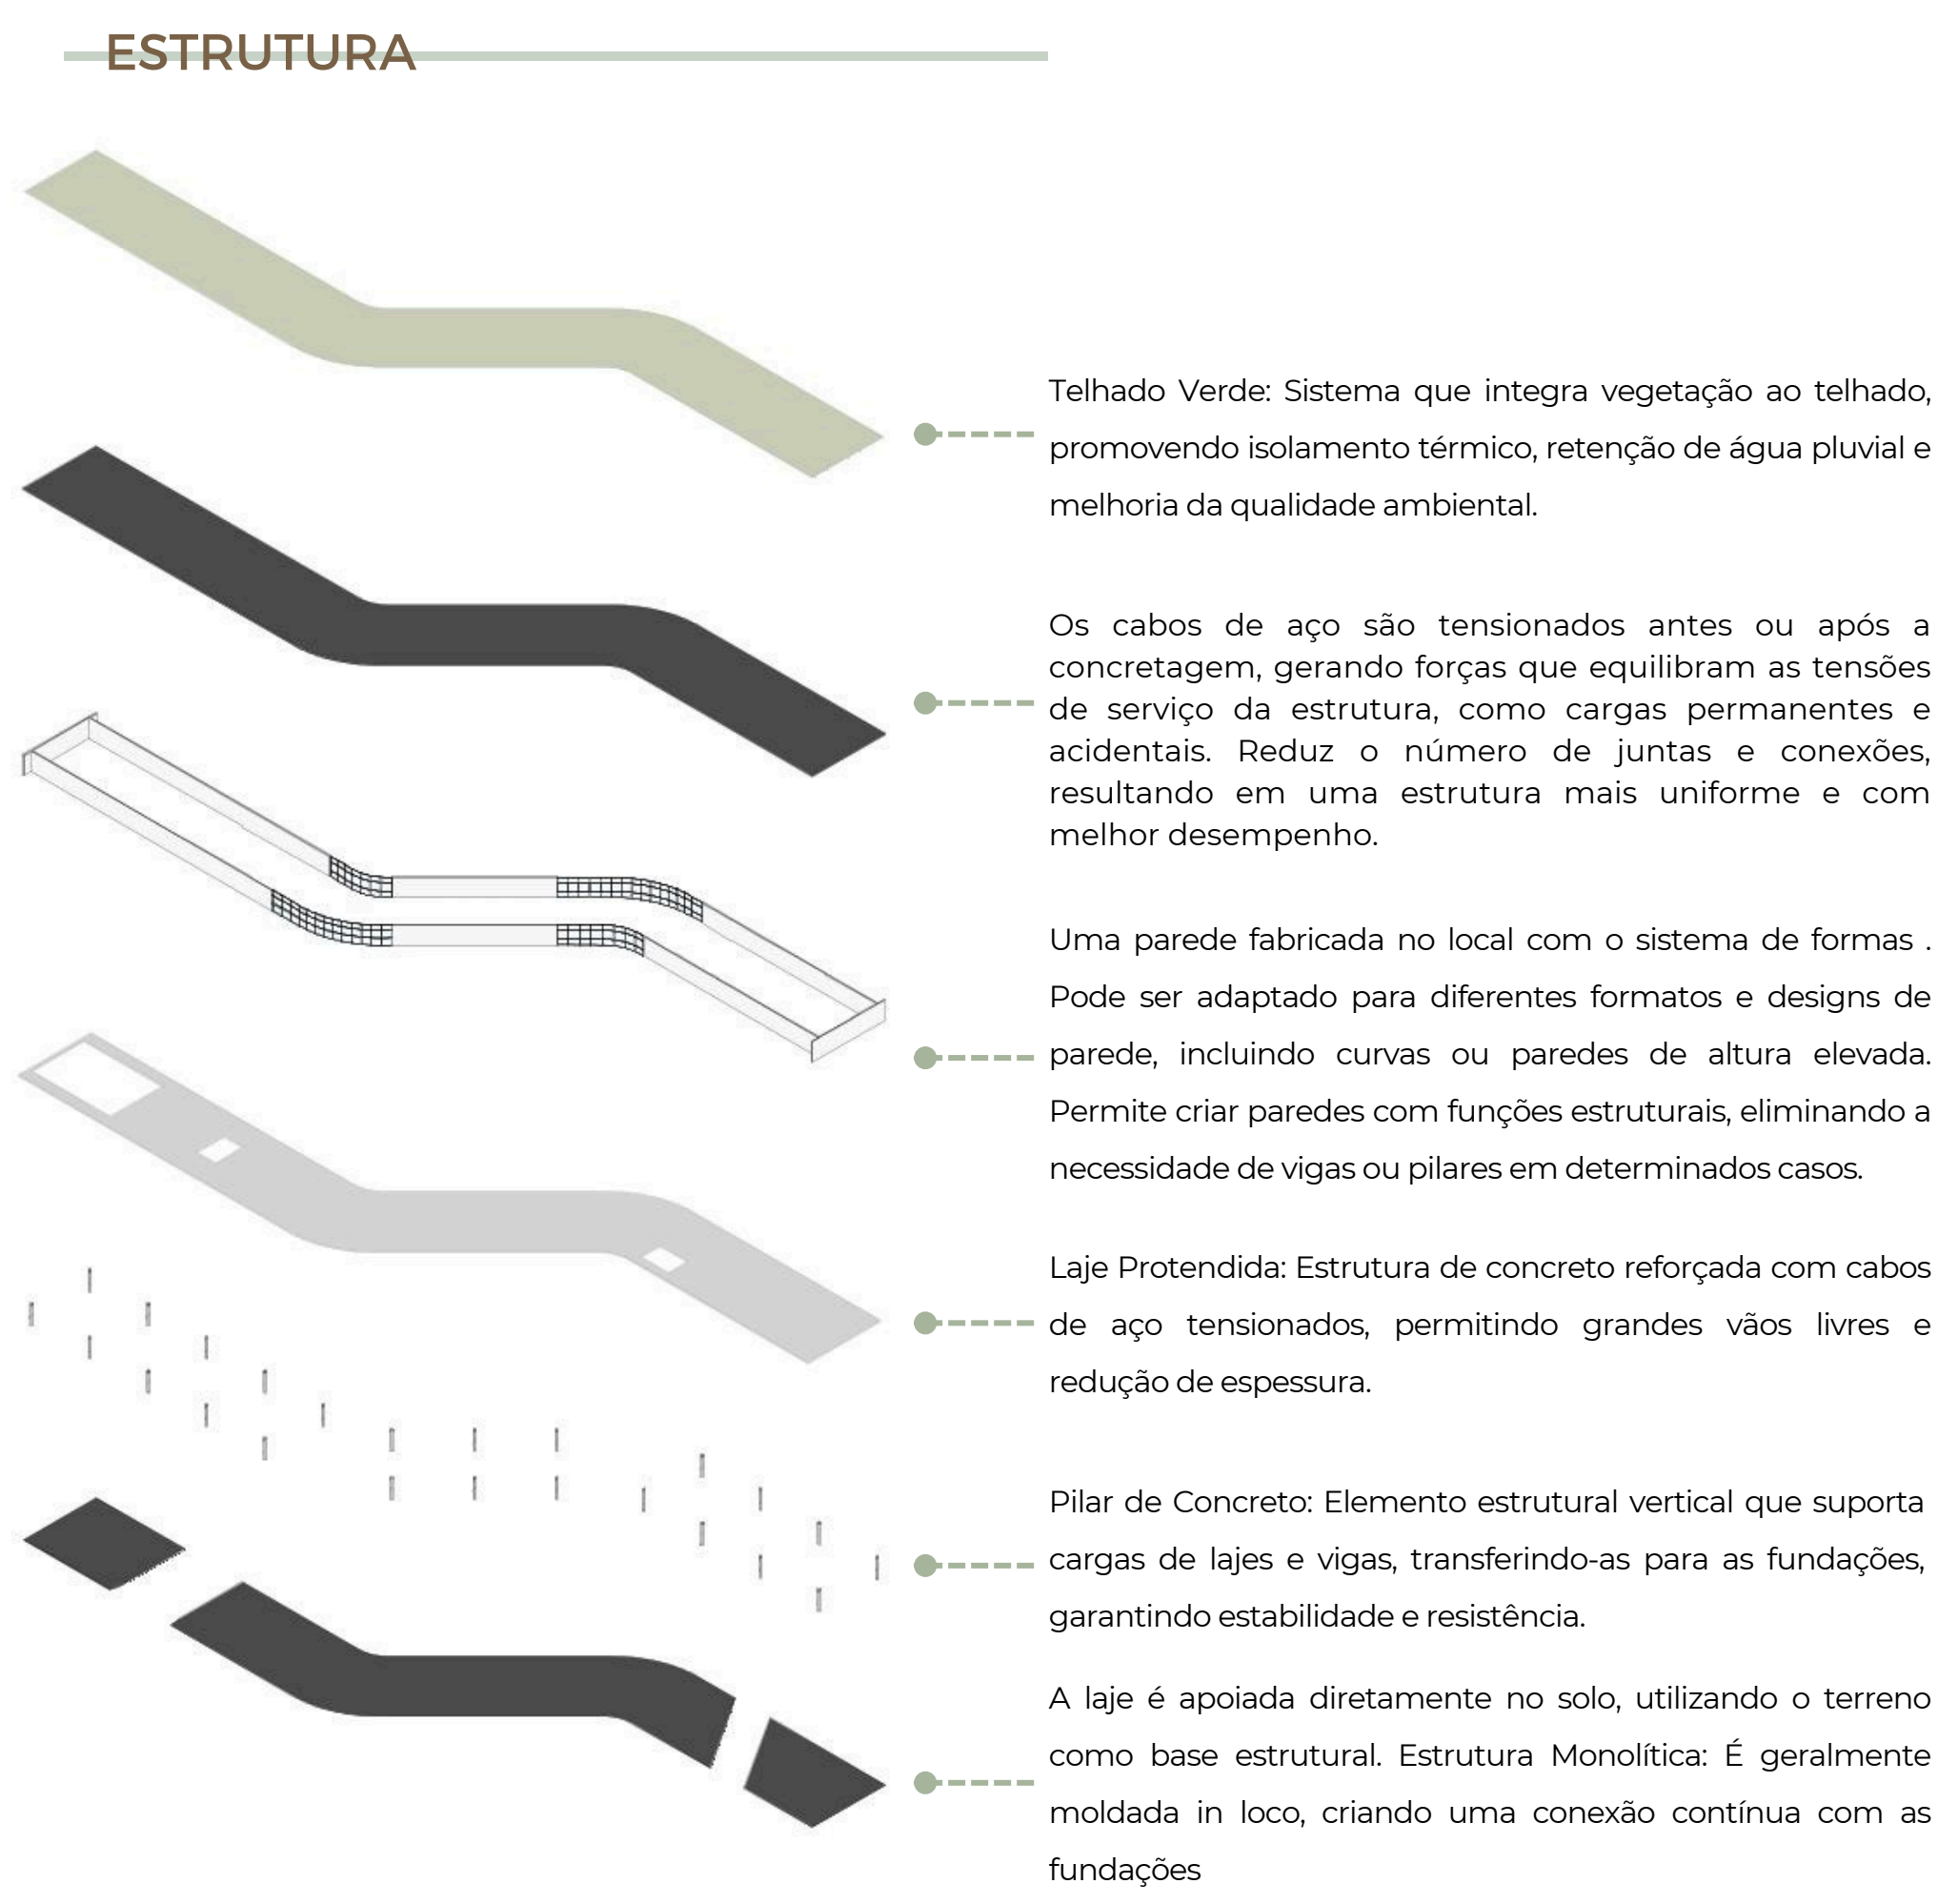 ESTRUTURA
Telhado Verde: Sistema que integra vegetação ao telhado,
promovendo isolamento térmico, retenção de água pluvial e
melhoria da qualidade ambiental.
Os cabos de aço são tensionados antes ou após a
concretagem, gerando forças que equilibram as tensões
de serviço da estrutura, como cargas permanentes e
acidentais. Reduz o número de juntas e conexões,
resultando em uma estrutura mais uniforme e com
melhor desempenho.
Uma parede fabricada no local com o sistema de formas .
Pode ser adaptado para diferentes formatos e designs de
parede, incluindo curvas ou paredes de altura elevada.
Permite criar paredes com funções estruturais, eliminando a
necessidade de vigas ou pilares em determinados casos.
Laje Protendida: Estrutura de concreto reforçada com cabos
de aço tensionados, permitindo grandes vãos livres e
redução de espessura.
Pilar de Concreto: Elemento estrutural vertical que suporta
cargas de lajes e vigas, transferindo-as para as fundações,
garantindo estabilidade e resistência.
A laje é apoiada diretamente no solo, utilizando o terreno
como base estrutural. Estrutura Monolítica: É geralmente
moldada in loco, criando uma conexão contínua com as
fundações